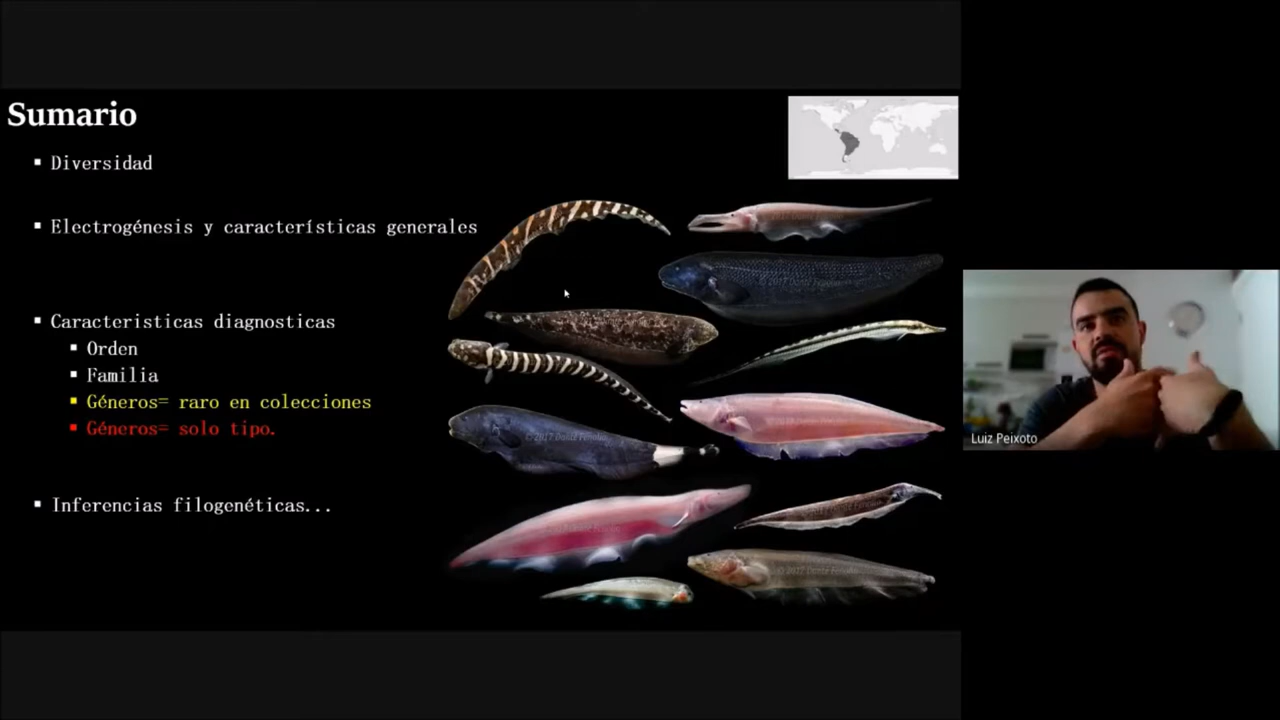 Sumario
▪ Diversidad
▪ Electrogénesis y características generales
▪ Caracteristicas diagnosticas
▪ Orden
▪ Familia
▪ Géneros= raro en colecciones
▪ Géneros= solo tipo.
▪ Inferencias filogenéticas...
Luiz Peixoto